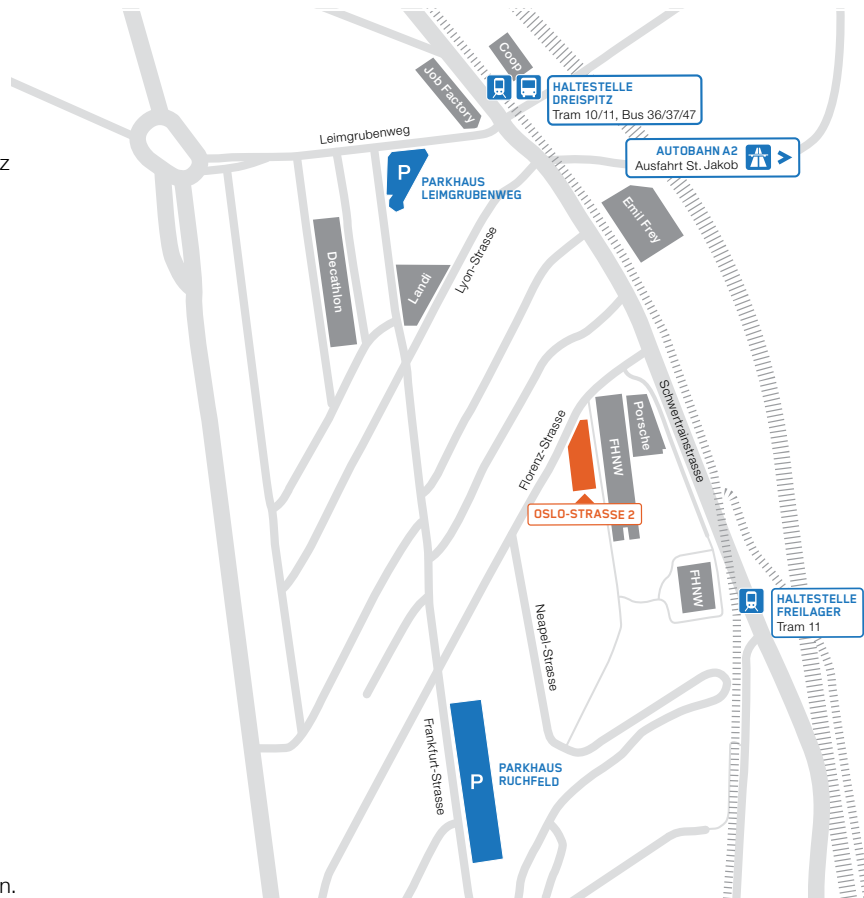 Coop
Job Factory
HALTESTELLE
DREISPITZ
Tram 10/11, Bus 36/37/47
Leimgrubenweg
z
AUTOBAHN A2
Ausfahrt St. Jakob
P
PARKHAUS
LEIMGRUBENWEG
Emil Frey
Lyon-Strasse
Decathlon
Landi
Schwertrainstrasse
Porsche
FHNW
Florenz-Strasse
OSLO-STRASSE 2
FHNW
HALTESTELLE
FREILAGER
Tram 11
Neapel-Strasse
Frankfurt-Strasse
P
PARKHAUS
RUCHFELD
n.